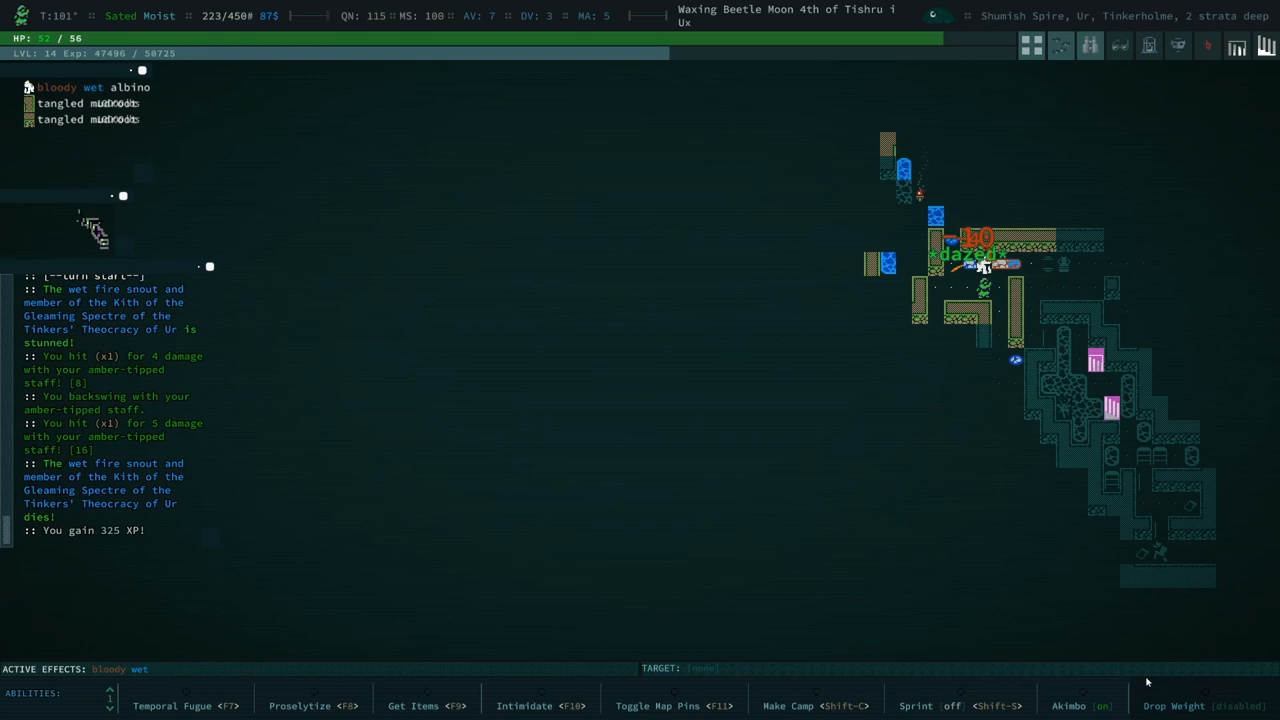 T:101° Sated Moist 223/450# 87$ QN: 115 MS: 100 AV: 7 DV: 3 MA: 5 Waxing Beetle Moon 4th of Tishru i Shumish Spire, Ur, Tinkerholme, 2 strata deep
Ux
HP: 52 / 56
LVL: 14 Exp: 47496 / 50725
bloody wet albino
tangled
tangled
-10
*dazed*
:: [--turn start--]
:: The wet fire snout and
member of the Kith of the
Gleaming Spectre of the
Tinkers' Theocracy of Ur is
stunned!
:: You hit (x1) for 4 damage
with your amber-tipped
staff! [8]
:: You backswing with your
amber-tipped staff.
:: You hit (x1) for 5 damage
with your amber-tipped
staff! [16]
:: The wet fire snout and
member of the Kith of the
Gleaming Spectre of the
Tinkers' Theocracy of Ur
dies!
:: You gain 325 XP!
ACTIVE EFFECTS: bloody wet TARGET: [none]
ABILITIES: 1 Temporal Fugue <F7> Proselytize <F8> Get Items <F9> Intimidate <F10> Toggle Map Pins <F11> Make Camp <Shift-C> Sprint [off] <Shift-S> Akimbo [on] Drop Weight [disabled]